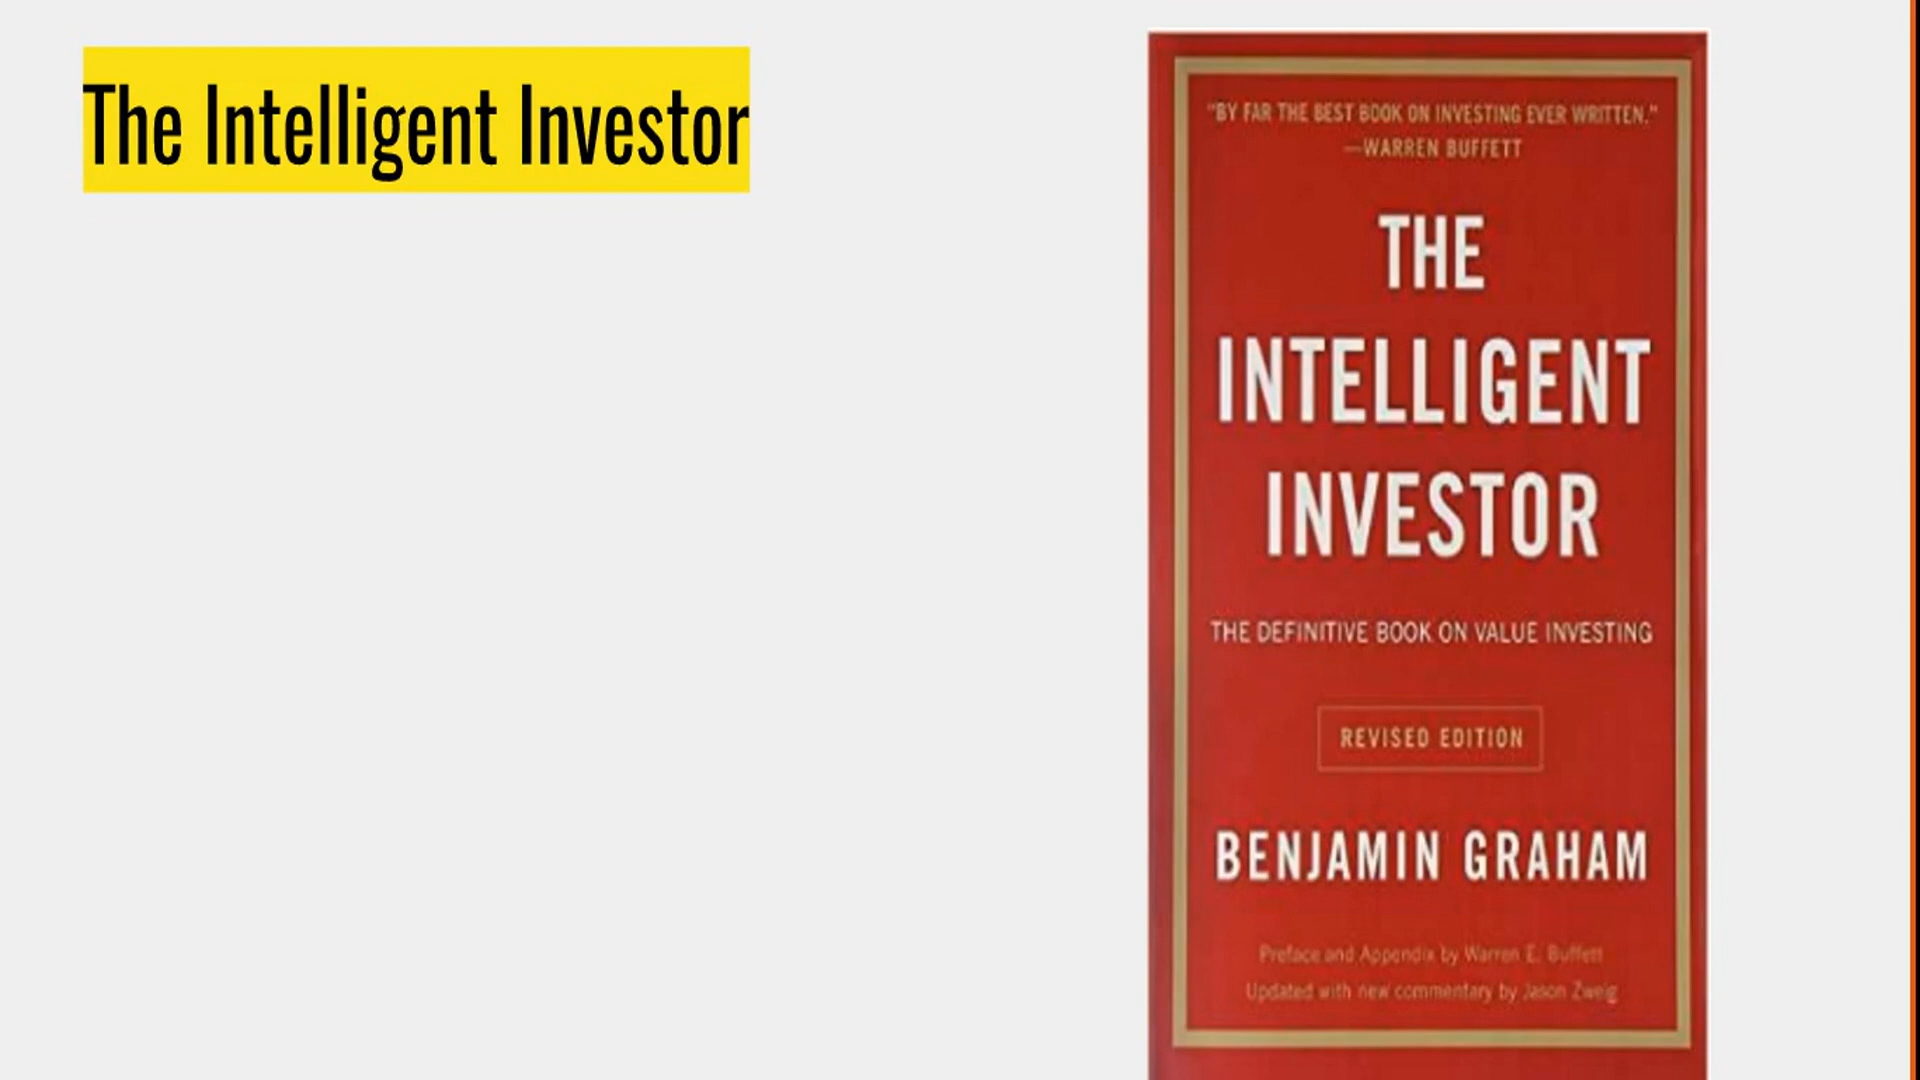 The Intelligent Investor
"BY FAR THE BEST BOOK ON INVESTING EVER WRITTEN."
—WARREN BUFFETT
THE
INTELLIGENT
INVESTOR
THE DEFINITIVE BOOK ON VALUE INVESTING
REVISED EDITION
BENJAMIN GRAHAM
Preface and Appendix by Warren E. Buffett
Updated with new commentary by Jason Zweig